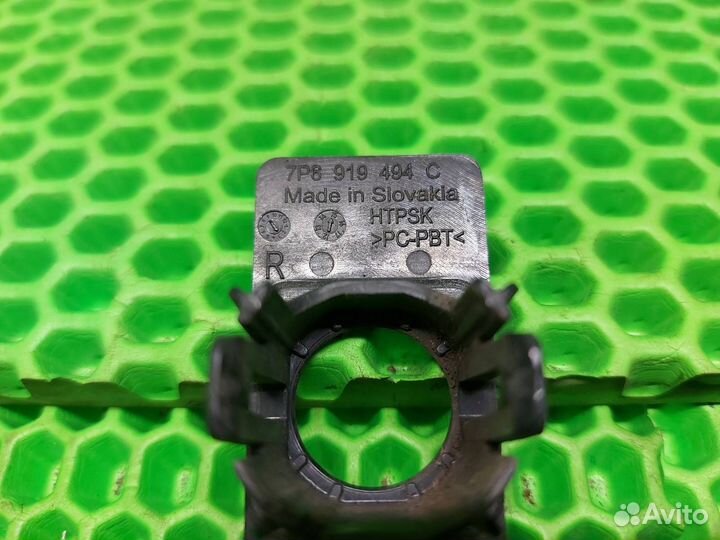 7P6 919 494 C
Made in Slovakia
HTPSK
>PC-PBT<
R
Avito